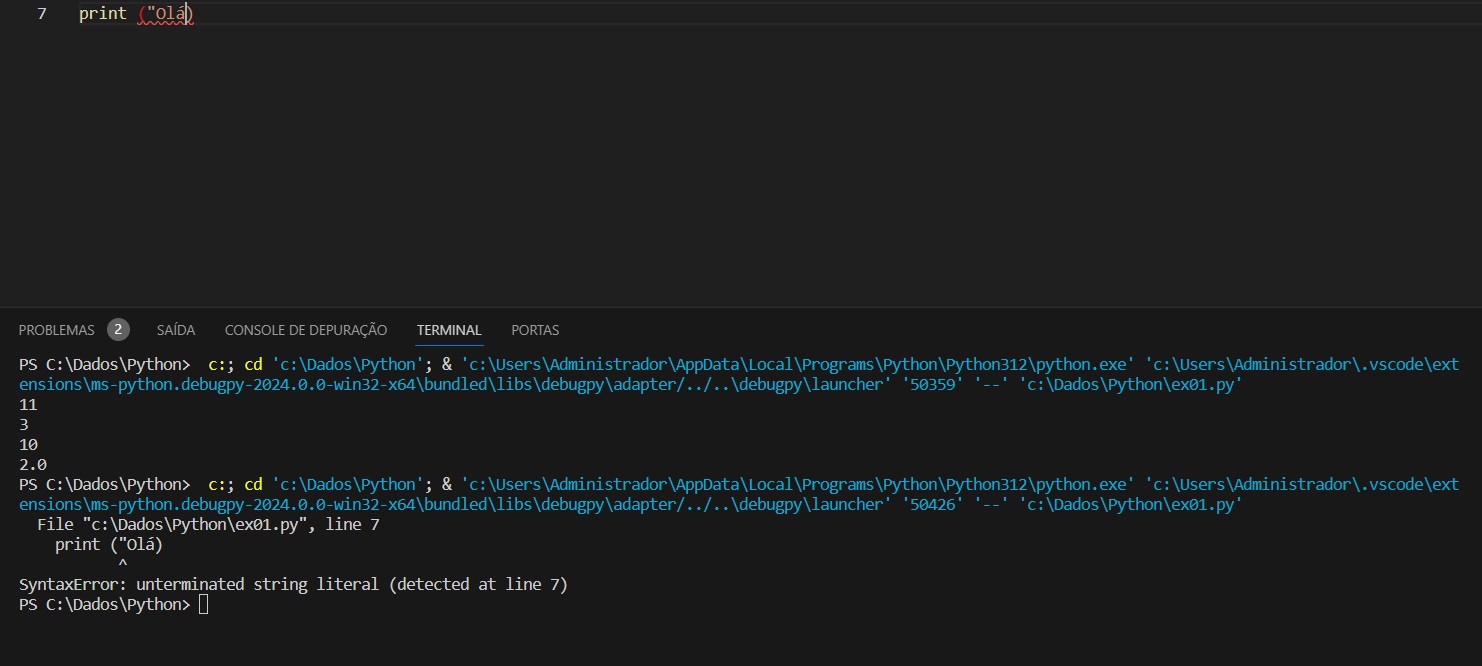 7 print ("Olá)
PROBLEMAS 2 SAÍDA CONSOLE DE DEPURAÇÃO TERMINAL PORTAS
PS C:\Dados\Python>  c:; cd 'c:\Dados\Python'; & 'c:\Users\Administrador\AppData\Local\Programs\Python\Python312\python.exe' 'c:\Users\Administrador\.vscode\ext
ensions\ms-python.debugpy-2024.0.0-win32-x64\bundled\libs\debugpy\adapter/../..\debugpy\launcher' '50359' '--' 'c:\Dados\Python\ex01.py'
11
3
10
2.0
PS C:\Dados\Python>  c:; cd 'c:\Dados\Python'; & 'c:\Users\Administrador\AppData\Local\Programs\Python\Python312\python.exe' 'c:\Users\Administrador\.vscode\ext
ensions\ms-python.debugpy-2024.0.0-win32-x64\bundled\libs\debugpy\adapter/../..\debugpy\launcher' '50426' '--' 'c:\Dados\Python\ex01.py'
  File "c:\Dados\Python\ex01.py", line 7
    print ("Olá)
           ^
SyntaxError: unterminated string literal (detected at line 7)
PS C:\Dados\Python>